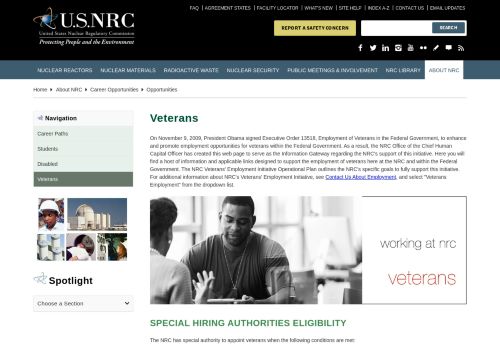 FAQ | AGREEMENT STATES | FACILITY LOCATOR | WHAT'S NEW | SITE HELP | INDEX A-Z | CONTACT US | EMAIL UPDATES
U.S.NRC
United States Nuclear Regulatory Commission
Protecting People and the Environment
REPORT A SAFETY CONCERN
SEARCH
NUCLEAR REACTORS NUCLEAR MATERIALS RADIOACTIVE WASTE NUCLEAR SECURITY PUBLIC MEETINGS & INVOLVEMENT NRC LIBRARY ABOUT NRC
Home » About NRC » Career Opportunities » Opportunities
Navigation
Career Paths
Students
Disabled
Veterans
Spotlight
Choose a Section
Veterans
On November 9, 2009, President Obama signed Executive Order 13518, Employment of Veterans in the Federal Government, to enhance
and promote employment opportunities for veterans within the Federal Government. As a result, the NRC Office of the Chief Human
Capital Officer has created this web page to serve as the Information Gateway regarding the NRC's support of this initiative. Here you will
find a host of information and applicable links designed to support the employment of veterans here at the NRC and within the Federal
Government. The NRC Veterans' Employment Initiative Operational Plan outlines the NRC's specific goals to fully support this initiative.
For additional information about NRC's Veterans' Employment Initiative, see Contact Us About Employment, and select "Veterans
Employment" from the dropdown list.
working at nrc
veterans
SPECIAL HIRING AUTHORITIES ELIGIBILITY
The NRC has special authority to appoint veterans when the following conditions are met: